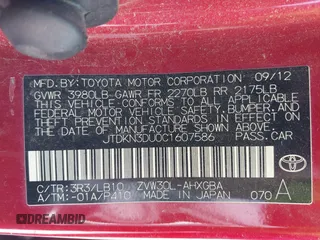 MFD. BY: TOYOTA MOTOR CORPORATION 09/12
GVWR 3980LB GAWR FR 2270LB RR 2175LB
THIS VEHICLE CONFORMS TO ALL APPLICABLE
FEDERAL MOTOR VEHICLE SAFETY, BUMPER, AND
THEFT PREVENTION STANDARDS IN EFFECT ON
THE DATE OF MANUFACTURE SHOWN ABOVE.
JTDKN3DU0C1607586 PASS.CAR
C/TR: 3R3/LB10 ZVW30L-AHXGBA
A/TM: -01A/P410 MADE IN JAPAN 070 A
TOYOTA